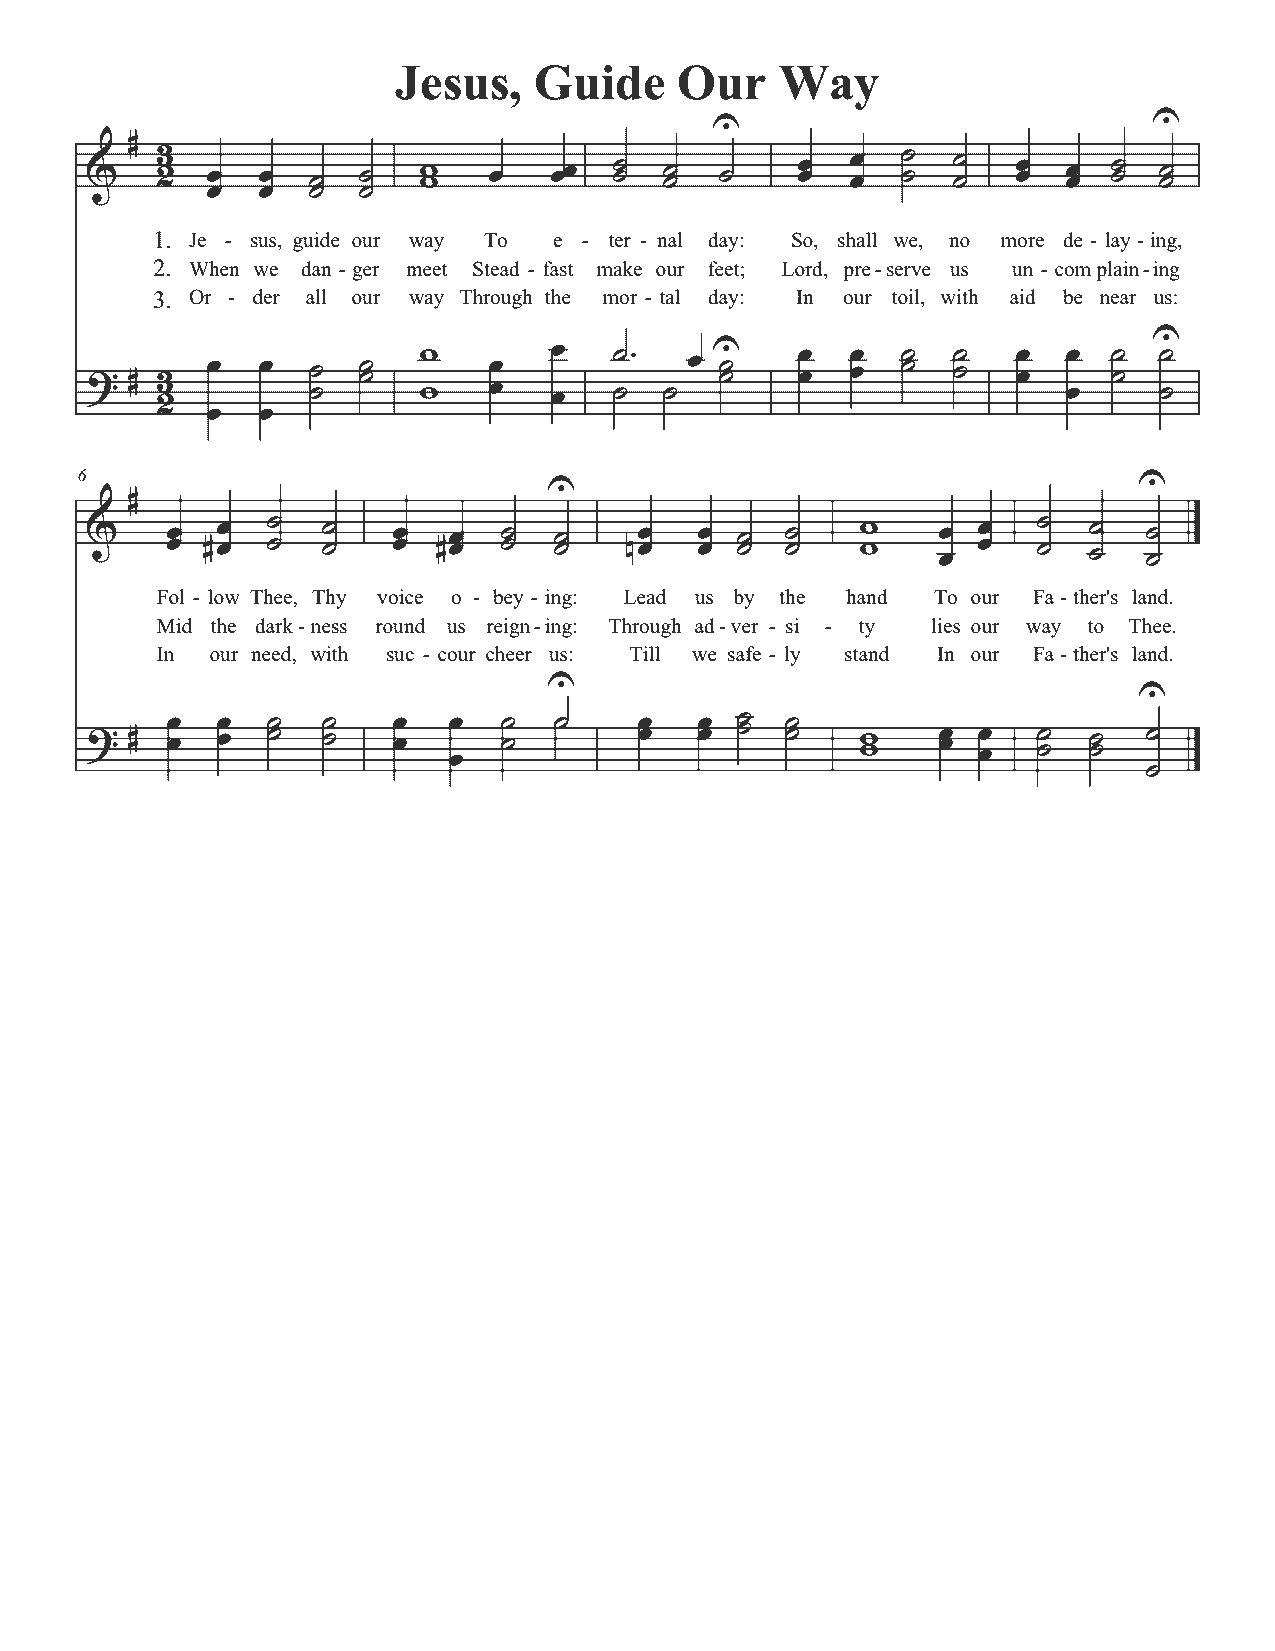 Jesus, Guide Our Way
1. Je - sus, guide our way To e - ter - nal day: So, shall we, no more de - lay - ing,
2. When we dan - ger meet Stead - fast make our feet; Lord, pre - serve us un - com plain - ing
3. Or - der all our way Through the mor - tal day: In our toil, with aid be near us:
6
Fol - low Thee, Thy voice o - bey - ing: Lead us by the hand To our Fa - ther's land.
Mid the dark - ness round us reign - ing: Through ad - ver - si - ty lies our way to Thee.
In our need, with suc - cour cheer us: Till we safe - ly stand In our Fa - ther's land.